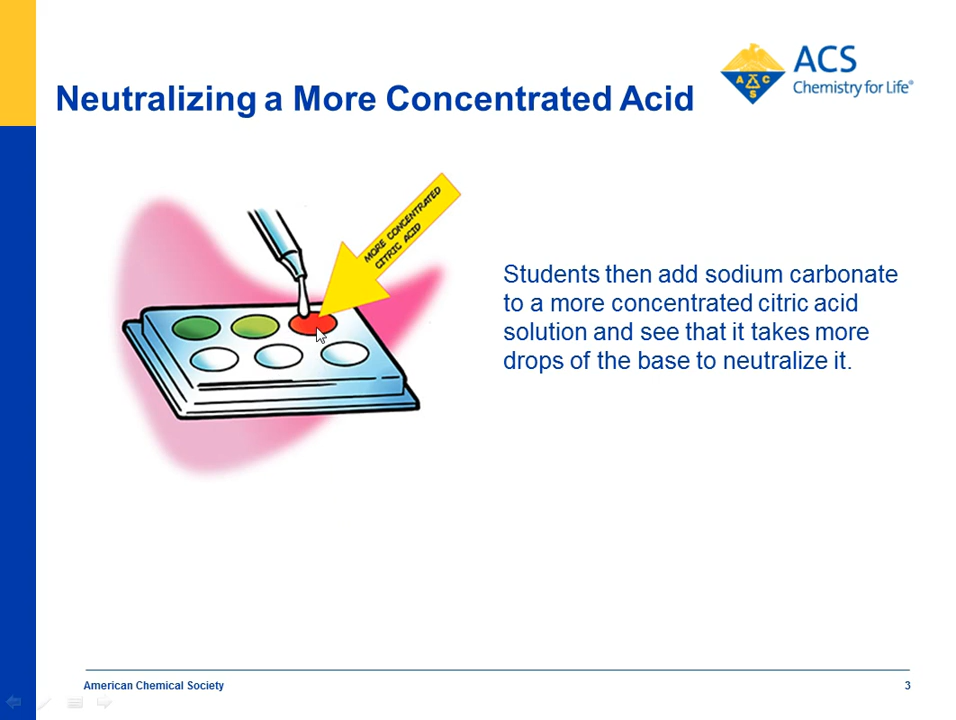 ACS
Chemistry for Life®
A C C S
Neutralizing a More Concentrated Acid
MORE CONCENTRATED
CITRIC ACID
Students then add sodium carbonate
to a more concentrated citric acid
solution and see that it takes more
drops of the base to neutralize it.
American Chemical Society
3